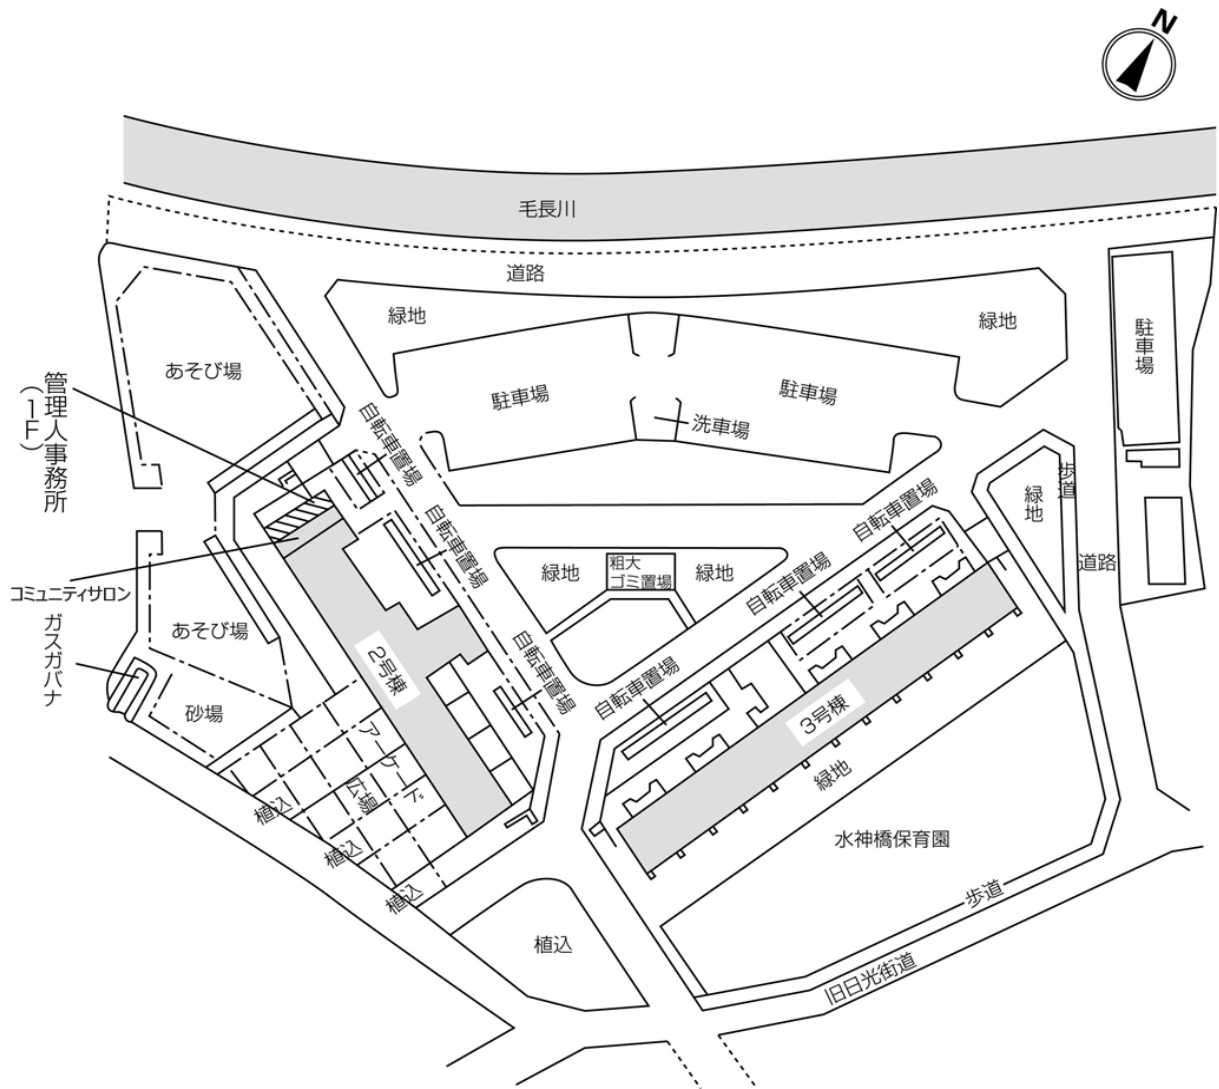 N
毛長川
道路
緑地
緑地
あそび場
駐車場
駐車場
駐車場
洗車場
管理人事務所
(1F)
自転車置場
自転車置場
自転車置場
自転車置場
自転車置場
自転車置場
歩道
緑地
道路
緑地
粗大
ゴミ置場
緑地
コミュニティサロン
ガスガバナ
あそび場
砂場
2号棟
3号棟
アーケード
広場
植込
植込
植込
緑地
水神橋保育園
植込
歩道
旧日光街道